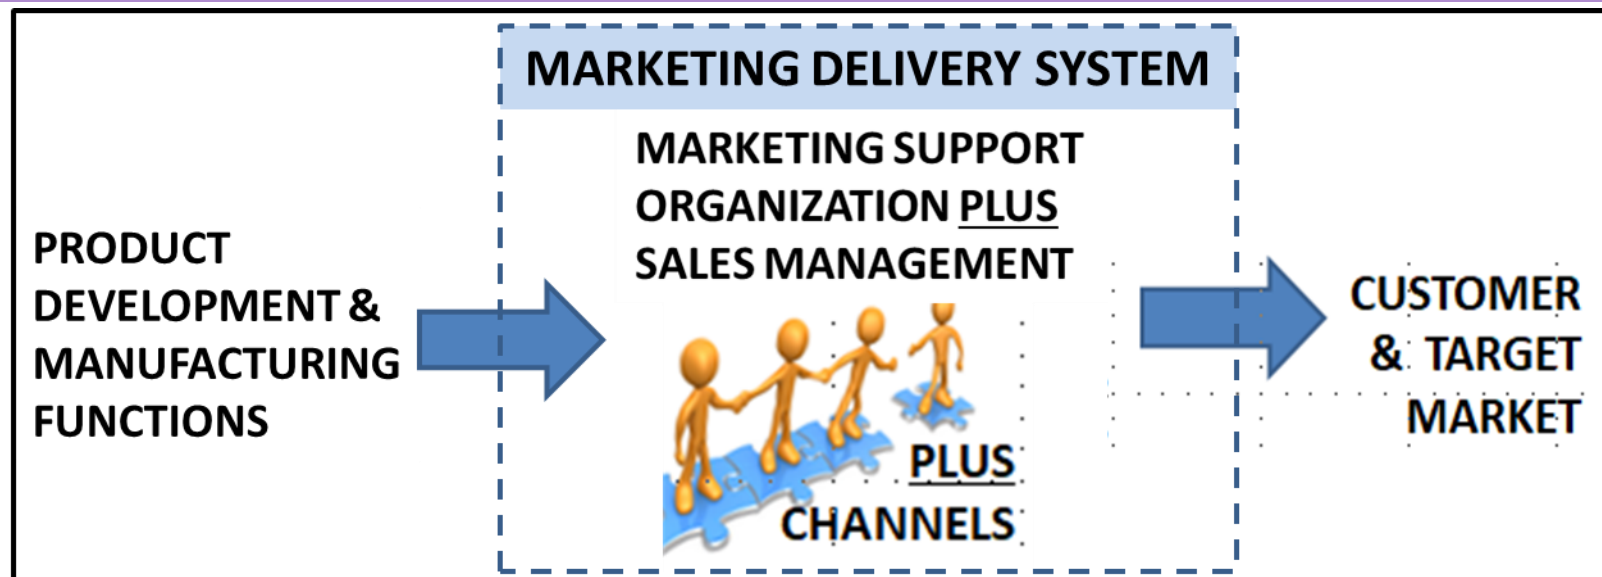 MARKETING DELIVERY SYSTEM
MARKETING SUPPORT
ORGANIZATION PLUS
SALES MANAGEMENT
PLUS
CHANNELS
PRODUCT
DEVELOPMENT &
MANUFACTURING
FUNCTIONS
CUSTOMER
& TARGET
MARKET